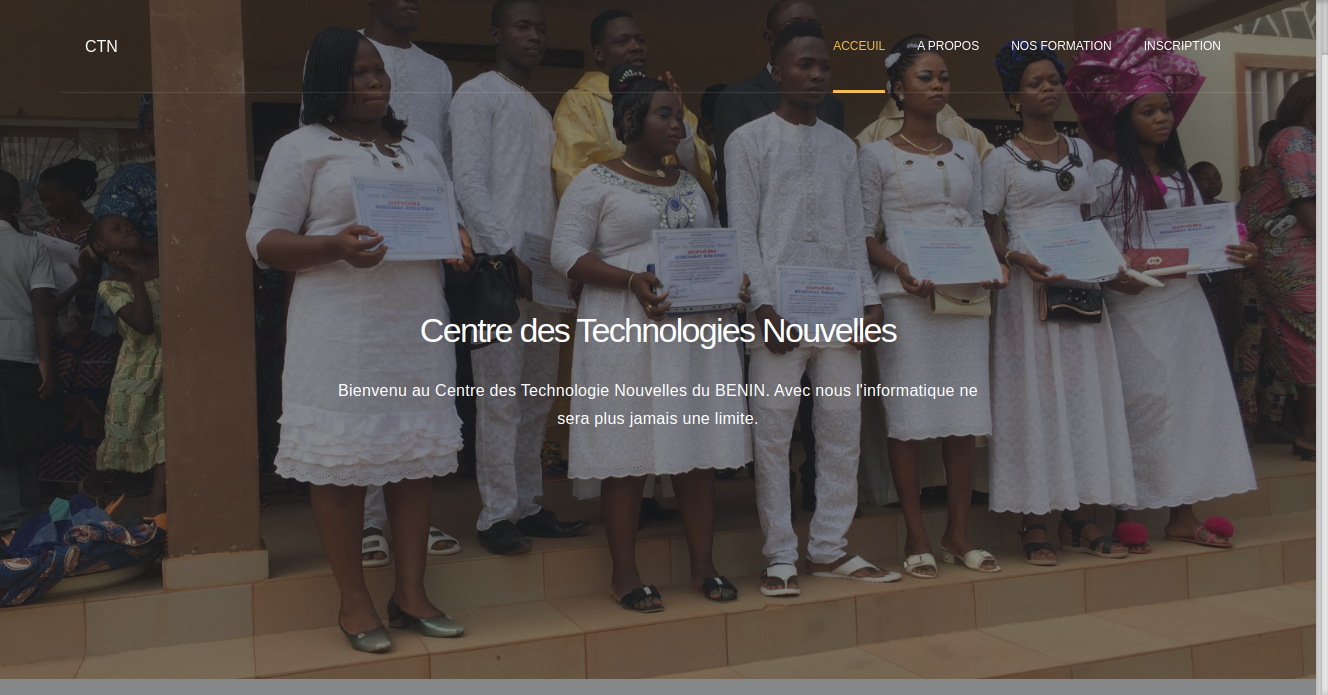 CTN
ACCEUIL
A PROPOS
NOS FORMATION
INSCRIPTION
Centre des Technologies Nouvelles
Bienvenu au Centre des Technologie Nouvelles du BENIN. Avec nous l'informatique ne
sera plus jamais une limite.